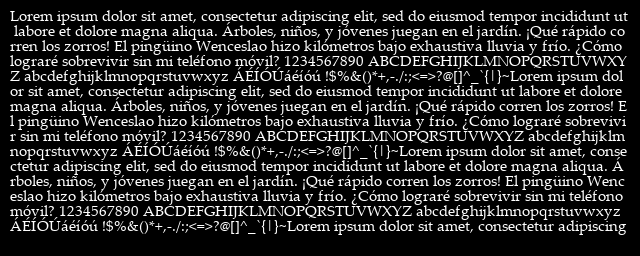 Lorem ipsum dolor sit amet, consectetur adipiscing elit, sed do eiusmod tempor incididunt ut
labore et dolore magna aliqua. Árboles, niños, y jóvenes juegan en el jardín. ¡Qué rápido co
rren los zorros! El pingüino Wenceslao hizo kilómetros bajo exhaustiva lluvia y frío. ¿Cómo
lograré sobrevivir sin mi teléfono móvil? 1234567890 ABCDEFGHIJKLMNOPQRSTUVWXY
Z abcdefghijklmnopqrstuvwxyz ÁÉÍÓÚáéíóú !$%&()*+,-./:;<=>?@[]^_`{|}~Lorem ipsum dol
or sit amet, consectetur adipiscing elit, sed do eiusmod tempor incididunt ut labore et dolore
magna aliqua. Árboles, niños, y jóvenes juegan en el jardín. ¡Qué rápido corren los zorros! E
l pingüino Wenceslao hizo kilómetros bajo exhaustiva lluvia y frío. ¿Cómo lograré sobrevivi
r sin mi teléfono móvil? 1234567890 ABCDEFGHIJKLMNOPQRSTUVWXYZ abcdefghijklm
nopqrstuvwxyz ÁÉÍÓÚáéíóú !$%&()*+,-./:;<=>?@[]^_`{|}~Lorem ipsum dolor sit amet, conse
ctetur adipiscing elit, sed do eiusmod tempor incididunt ut labore et dolore magna aliqua. Á
rboles, niños, y jóvenes juegan en el jardín. ¡Qué rápido corren los zorros! El pingüino Wenc
eslao hizo kilómetros bajo exhaustiva lluvia y frío. ¿Cómo lograré sobrevivir sin mi teléfono
móvil? 1234567890 ABCDEFGHIJKLMNOPQRSTUVWXYZ abcdefghijklmnopqrstuvwxyz
ÁÉÍÓÚáéíóú !$%&()*+,-./:;<=>?@[]^_`{|}~Lorem ipsum dolor sit amet, consectetur adipiscing